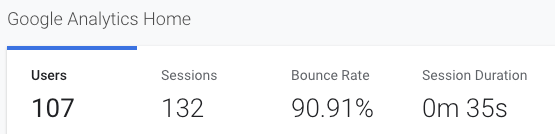 Google Analytics Home
Users Sessions Bounce Rate Session Duration
107 132 90.91% 0m 35s